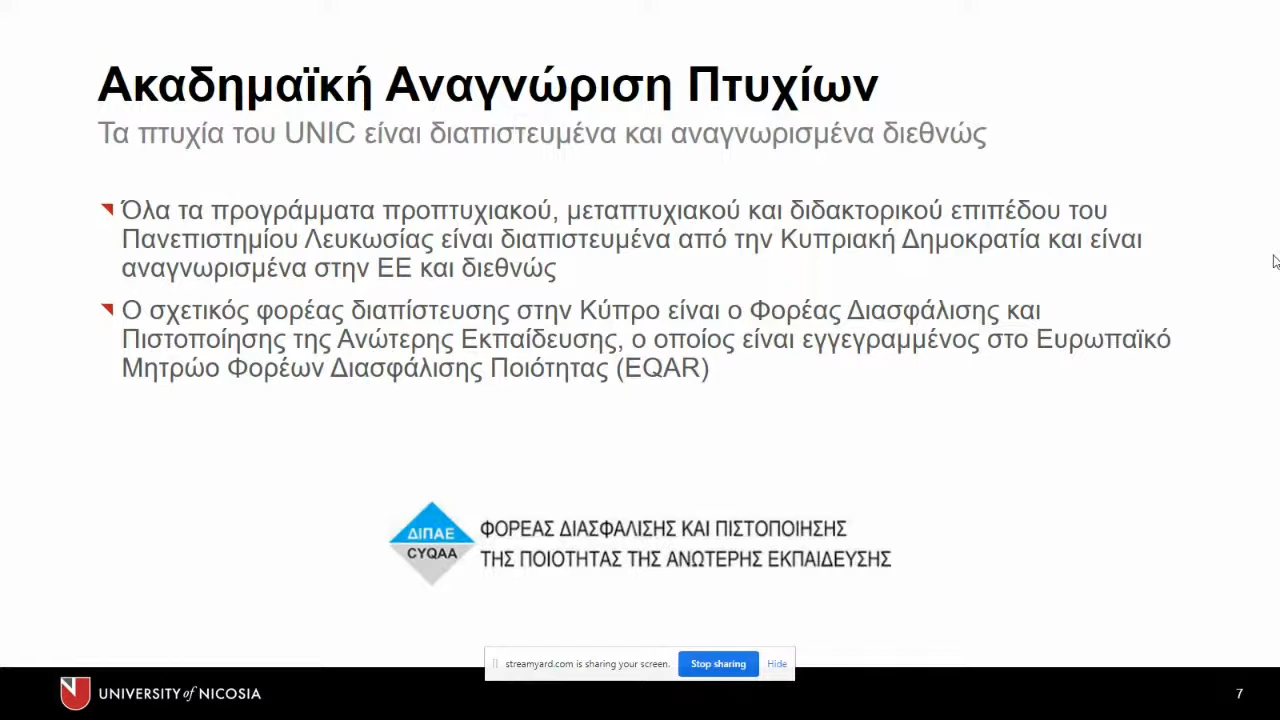 Ακαδημαϊκή Αναγνώριση Πτυχίων
Τα πτυχία του UNIC είναι διαπιστευμένα και αναγνωρισμένα διεθνώς
Όλα τα προγράμματα προπτυχιακού, μεταπτυχιακού και διδακτορικού επιπέδου του
Πανεπιστημίου Λευκωσίας είναι διαπιστευμένα από την Κυπριακή Δημοκρατία και είναι
αναγνωρισμένα στην ΕΕ και διεθνώς
Ο σχετικός φορέας διαπίστευσης στην Κύπρο είναι ο Φορέας Διασφάλισης και
Πιστοποίησης της Ανώτερης Εκπαίδευσης, ο οποίος είναι εγγεγραμμένος στο Ευρωπαϊκό
Μητρώο Φορέων Διασφάλισης Ποιότητας (EQAR)
ΔΙΠΑΕ
CYQAA
ΦΟΡΕΑΣ ΔΙΑΣΦΑΛΙΣΗΣ ΚΑΙ ΠΙΣΤΟΠΟΙΗΣΗΣ
ΤΗΣ ΠΟΙΟΤΗΤΑΣ ΤΗΣ ΑΝΩΤΕΡΗΣ ΕΚΠΑΙΔΕΥΣΗΣ
streamyard.com is sharing your screen. Stop sharing Hide
UNIVERSITY of NICOSIA
7